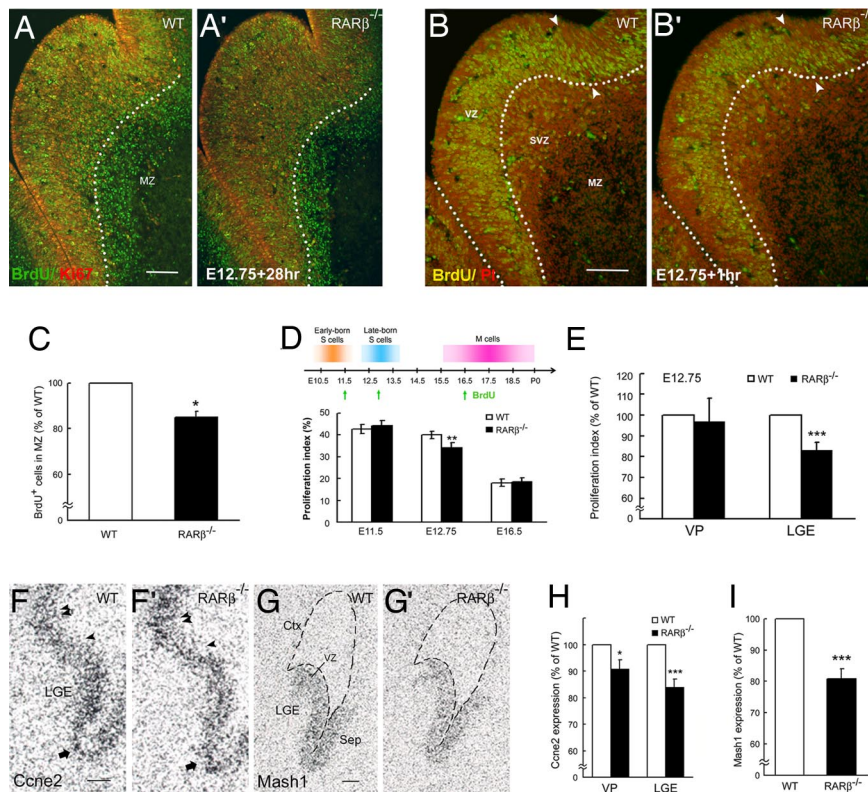 A WT
A' RARβ-/-
B WT
B' RARβ-/-
MZ
VZ
SVZ
MZ
BrdU/ KI67
E12.75+28hr
BrdU/ PI
E12.75+1hr
C
BrdU+ cells in MZ (% of WT)
100
80
60
0
*
WT
RARβ-/-
D
Early-born S cells
Late-born S cells
M cells
E10.5 11.5 12.5 13.5 14.5 15.5 16.5 17.5 18.5 P0
BrdU
Proliferation index (%)
50
40
30
20
10
0
WT
RARβ-/-
**
E11.5 E12.75 E16.5
E
Proliferation index (% of WT)
120
110
100
90
80
60
0
E12.75
WT
RARβ-/-
***
VP LGE
F WT
F' RARβ-/-
G WT
G' RARβ-/-
LGE
Ccne2
Ctx
VZ
LGE
Sep
Mash1
H
Ccne2 expression (% of WT)
110
100
90
80
60
0
WT
RARβ-/-
*
***
VP LGE
I
Mash1 expression (% of WT)
100
90
80
60
0
***
WT RARβ-/-